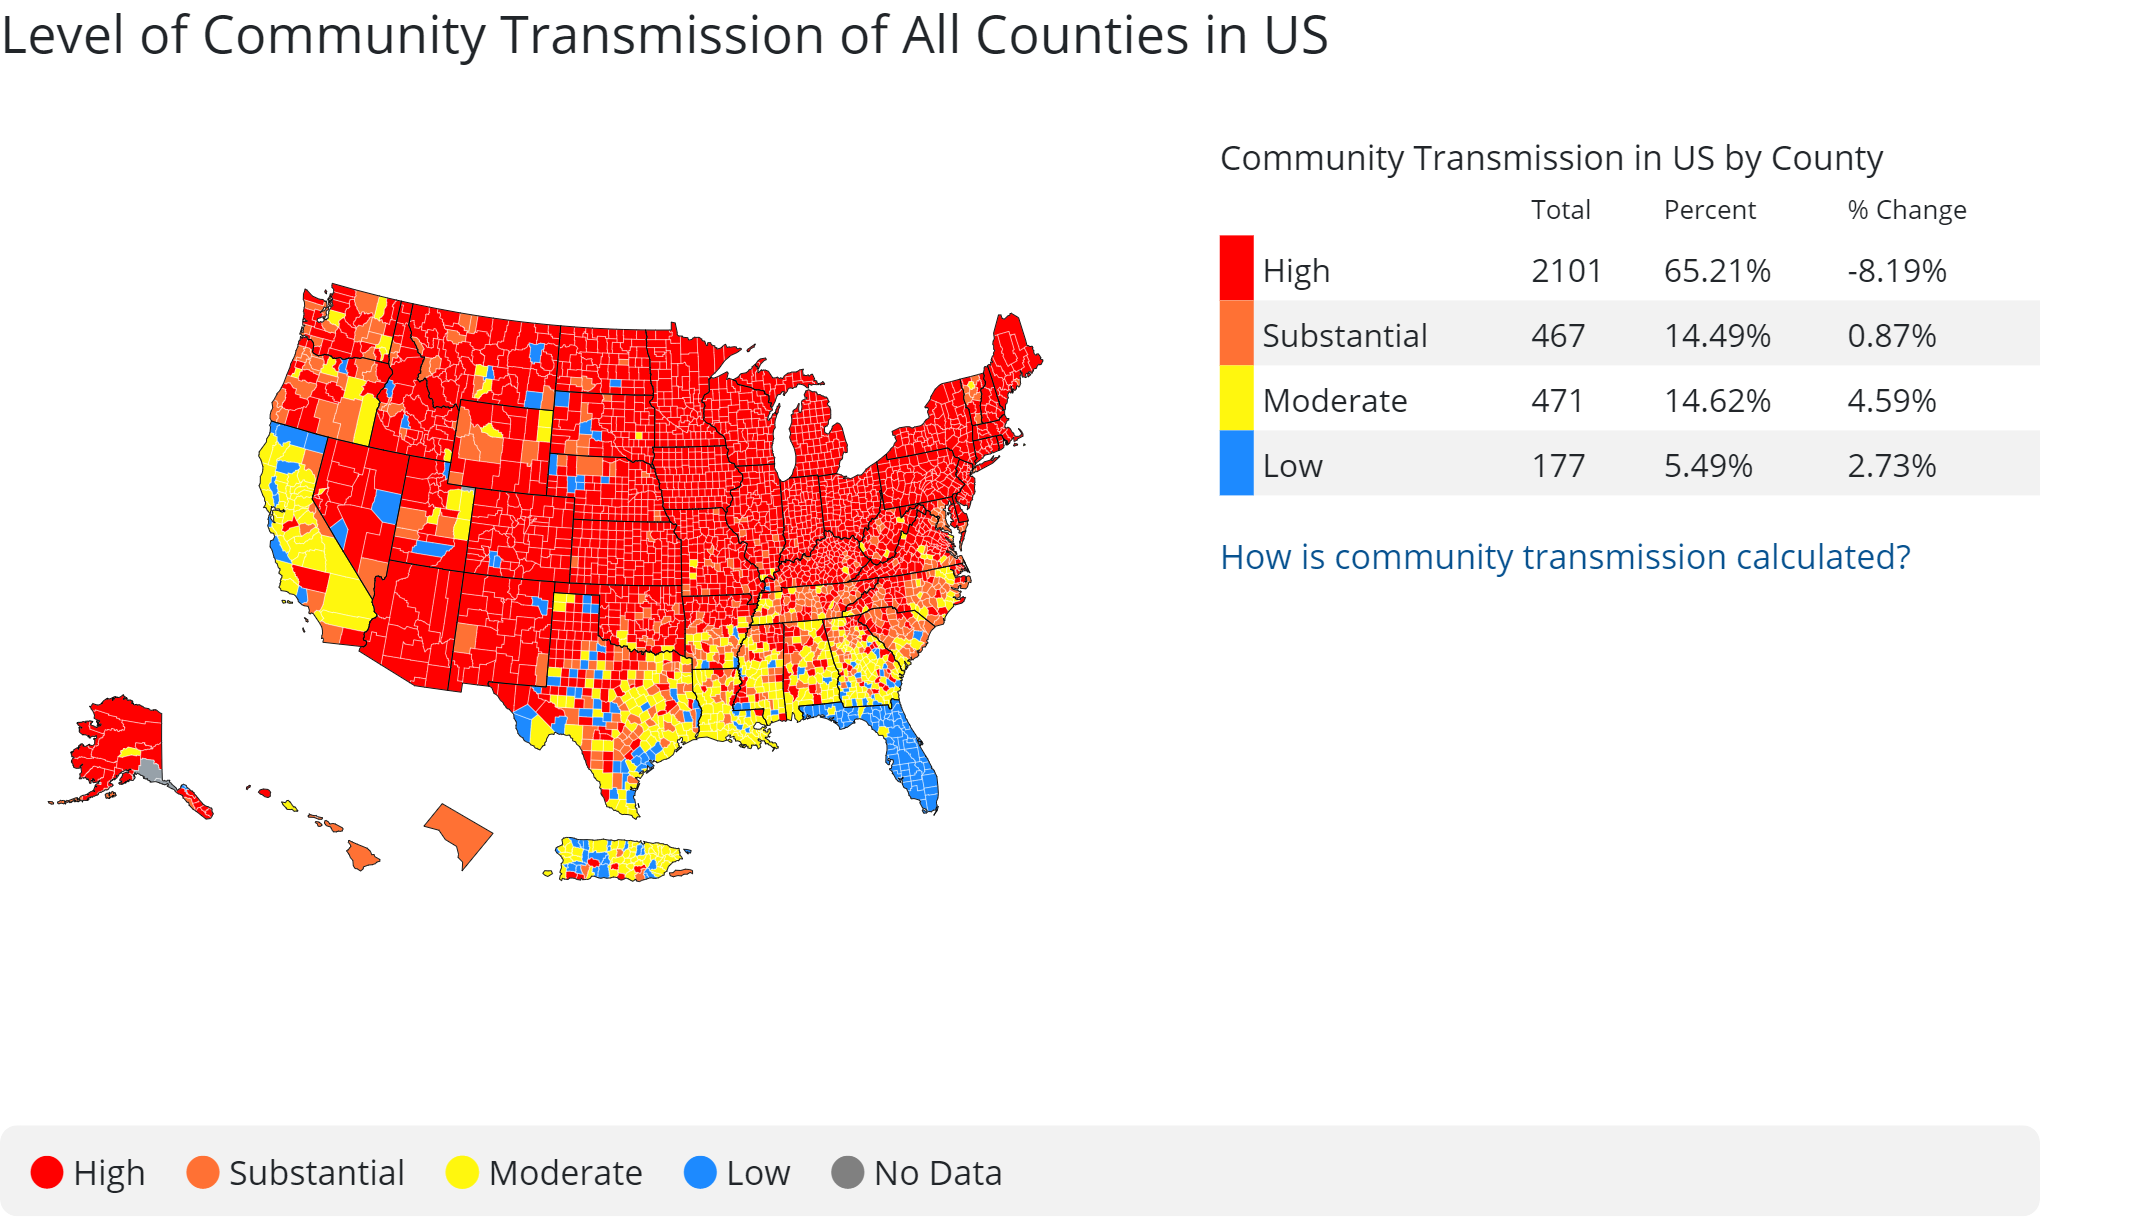 Level of Community Transmission of All Counties in US
Community Transmission in US by County
Total Percent % Change
High 2101 65.21% -8.19%
Substantial 467 14.49% 0.87%
Moderate 471 14.62% 4.59%
Low 177 5.49% 2.73%
How is community transmission calculated?
High Substantial Moderate Low No Data